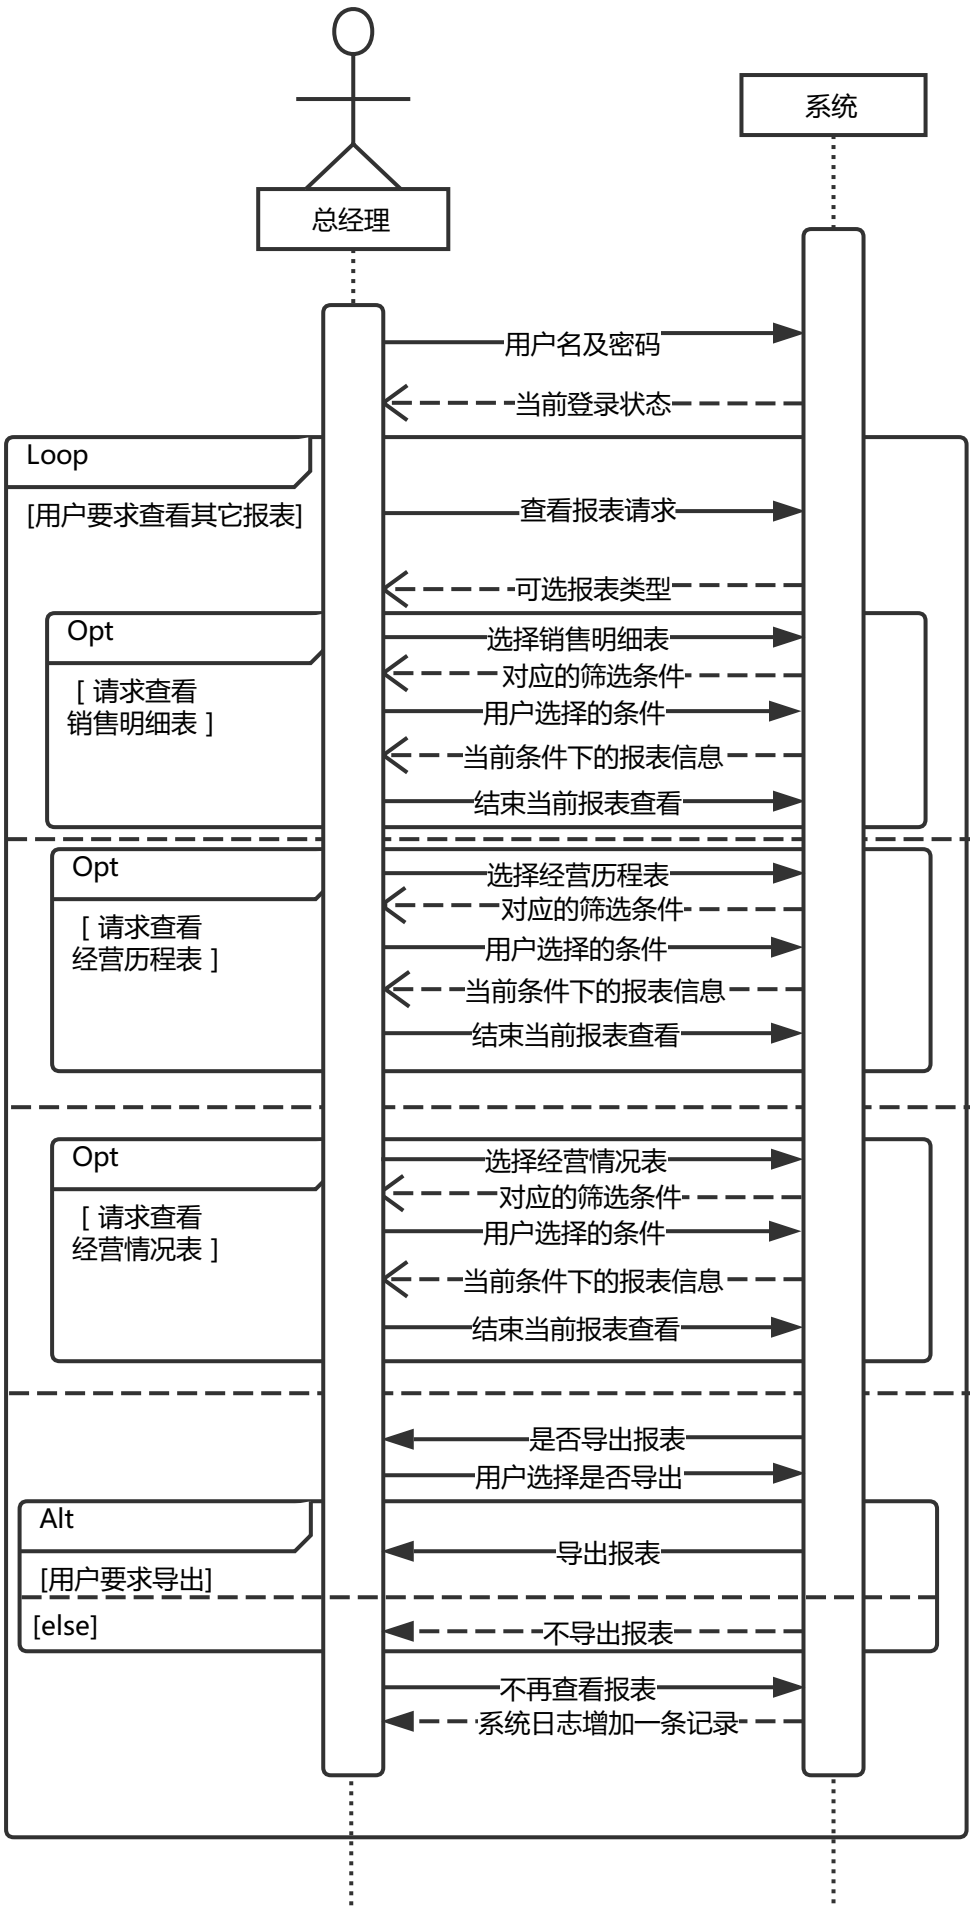 系统
总经理
用户名及密码
当前登录状态
Loop
[用户要求查看其它报表]
查看报表请求
可选报表类型
Opt
[ 请求查看
销售明细表 ]
选择销售明细表
对应的筛选条件
用户选择的条件
当前条件下的报表信息
结束当前报表查看
Opt
[ 请求查看
经营历程表 ]
选择经营历程表
对应的筛选条件
用户选择的条件
当前条件下的报表信息
结束当前报表查看
Opt
[ 请求查看
经营情况表 ]
选择经营情况表
对应的筛选条件
用户选择的条件
当前条件下的报表信息
结束当前报表查看
是否导出报表
用户选择是否导出
Alt
[用户要求导出]
导出报表
[else]
不导出报表
不再查看报表
系统日志增加一条记录